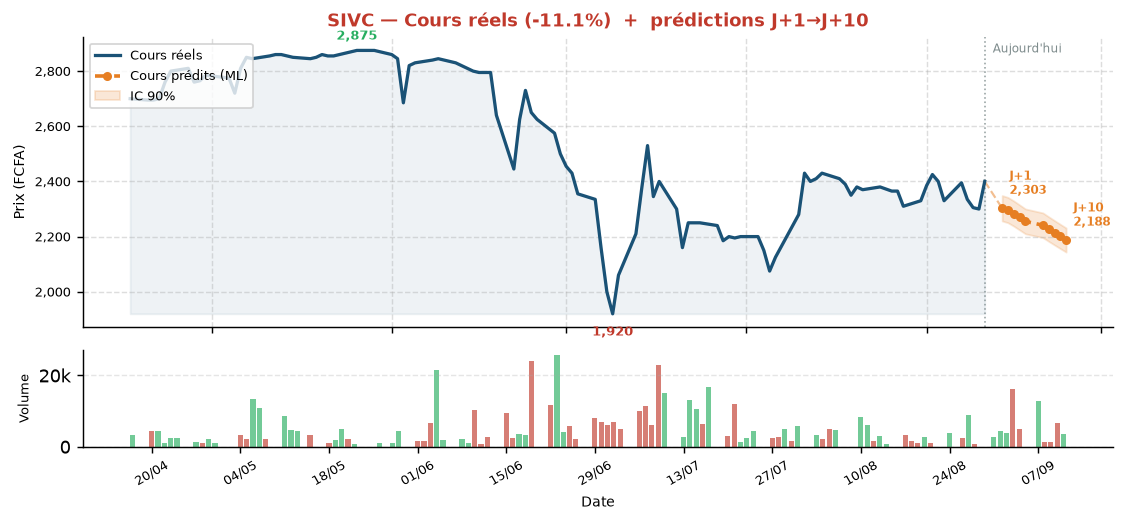 SIVC — Cours réels (-11.1%)  +  prédictions J+1→J+10
2,875
Aujourd'hui
Cours réels
Cours prédits (ML)
IC 90%
2,800
2,600
2,400
2,200
2,000
Prix (FCFA)
J+1
2,303
J+10
2,188
1,920
20k
0
Volume
20/04
04/05
18/05
01/06
15/06
29/06
13/07
27/07
10/08
24/08
07/09
Date